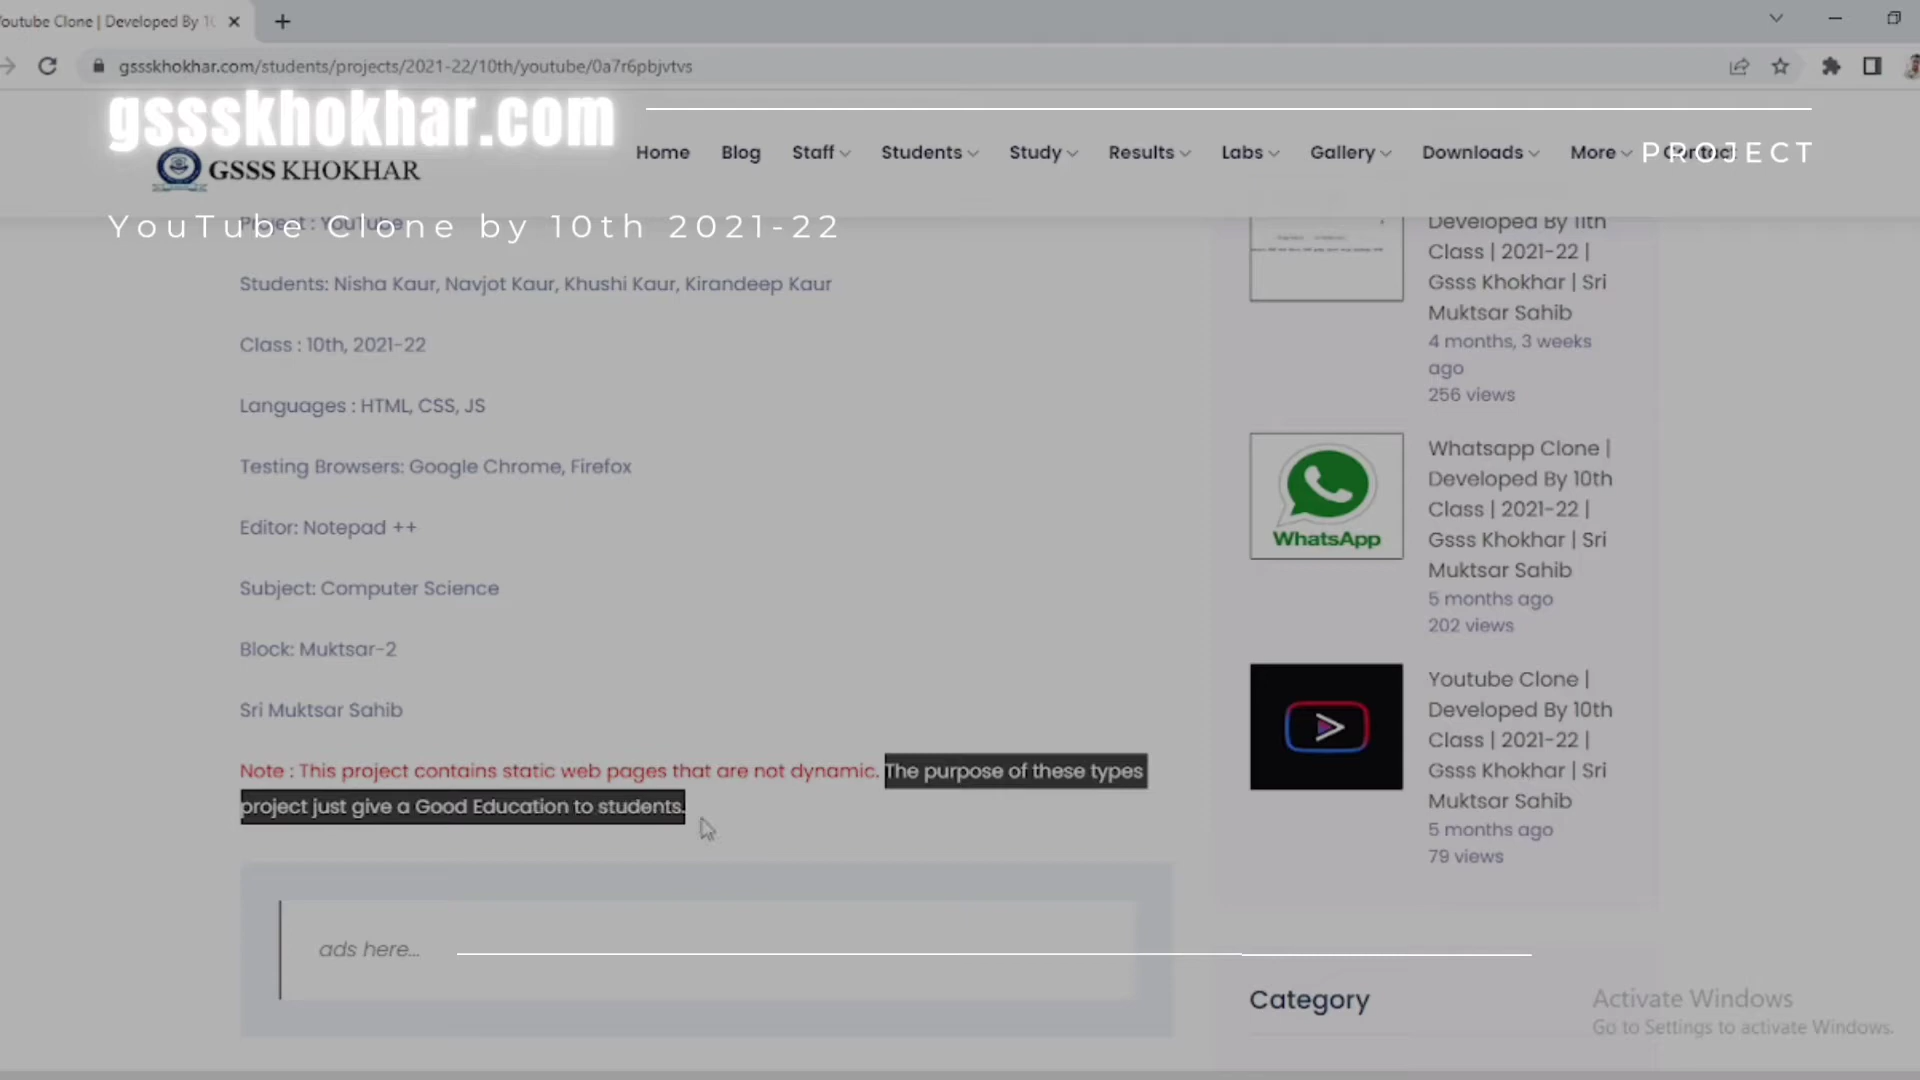 Youtube Clone | Developed By 10
gssskhokhar.com/students/projects/2021-22/10th/youtube/0a7r6pbjvtvs
gssskhokhar.com
GSSS KHOKHAR
Home Blog Staff Students Study Results Labs Gallery Downloads More Contact
PROJECT
Project : YouTube
YouTube Clone by 10th 2021-22
Students: Nisha Kaur, Navjot Kaur, Khushi Kaur, Kirandeep Kaur
Class : 10th, 2021-22
Languages : HTML, CSS, JS
Testing Browsers: Google Chrome, Firefox
Editor: Notepad ++
Subject: Computer Science
Block: Muktsar-2
Sri Muktsar Sahib
Note : This project contains static web pages that are not dynamic. The purpose of these types
project just give a Good Education to students.
ads here...
Developed By 11th
Class | 2021-22 |
Gsss Khokhar | Sri
Muktsar Sahib
4 months, 3 weeks
ago
256 views
WhatsApp
Whatsapp Clone |
Developed By 10th
Class | 2021-22 |
Gsss Khokhar | Sri
Muktsar Sahib
5 months ago
202 views
Youtube Clone |
Developed By 10th
Class | 2021-22 |
Gsss Khokhar | Sri
Muktsar Sahib
5 months ago
79 views
Category
Activate Windows
Go to Settings to activate Windows.